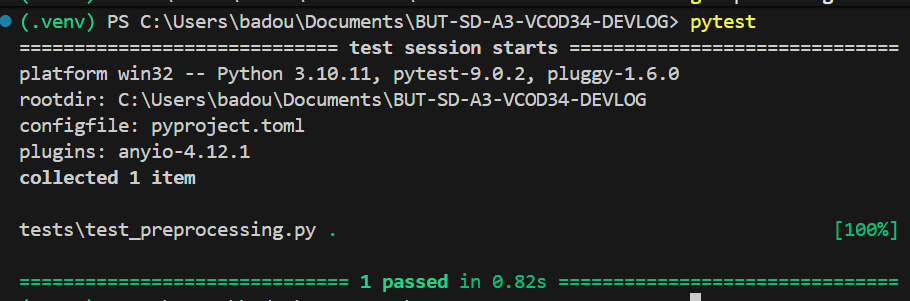 (.venv) PS C:\Users\badou\Documents\BUT-SD-A3-VCOD34-DEVLOG> pytest
============================= test session starts =============================
platform win32 -- Python 3.10.11, pytest-9.0.2, pluggy-1.6.0
rootdir: C:\Users\badou\Documents\BUT-SD-A3-VCOD34-DEVLOG
configfile: pyproject.toml
plugins: anyio-4.12.1
collected 1 item
tests\test_preprocessing.py . [100%]
============================== 1 passed in 0.82s ==============================